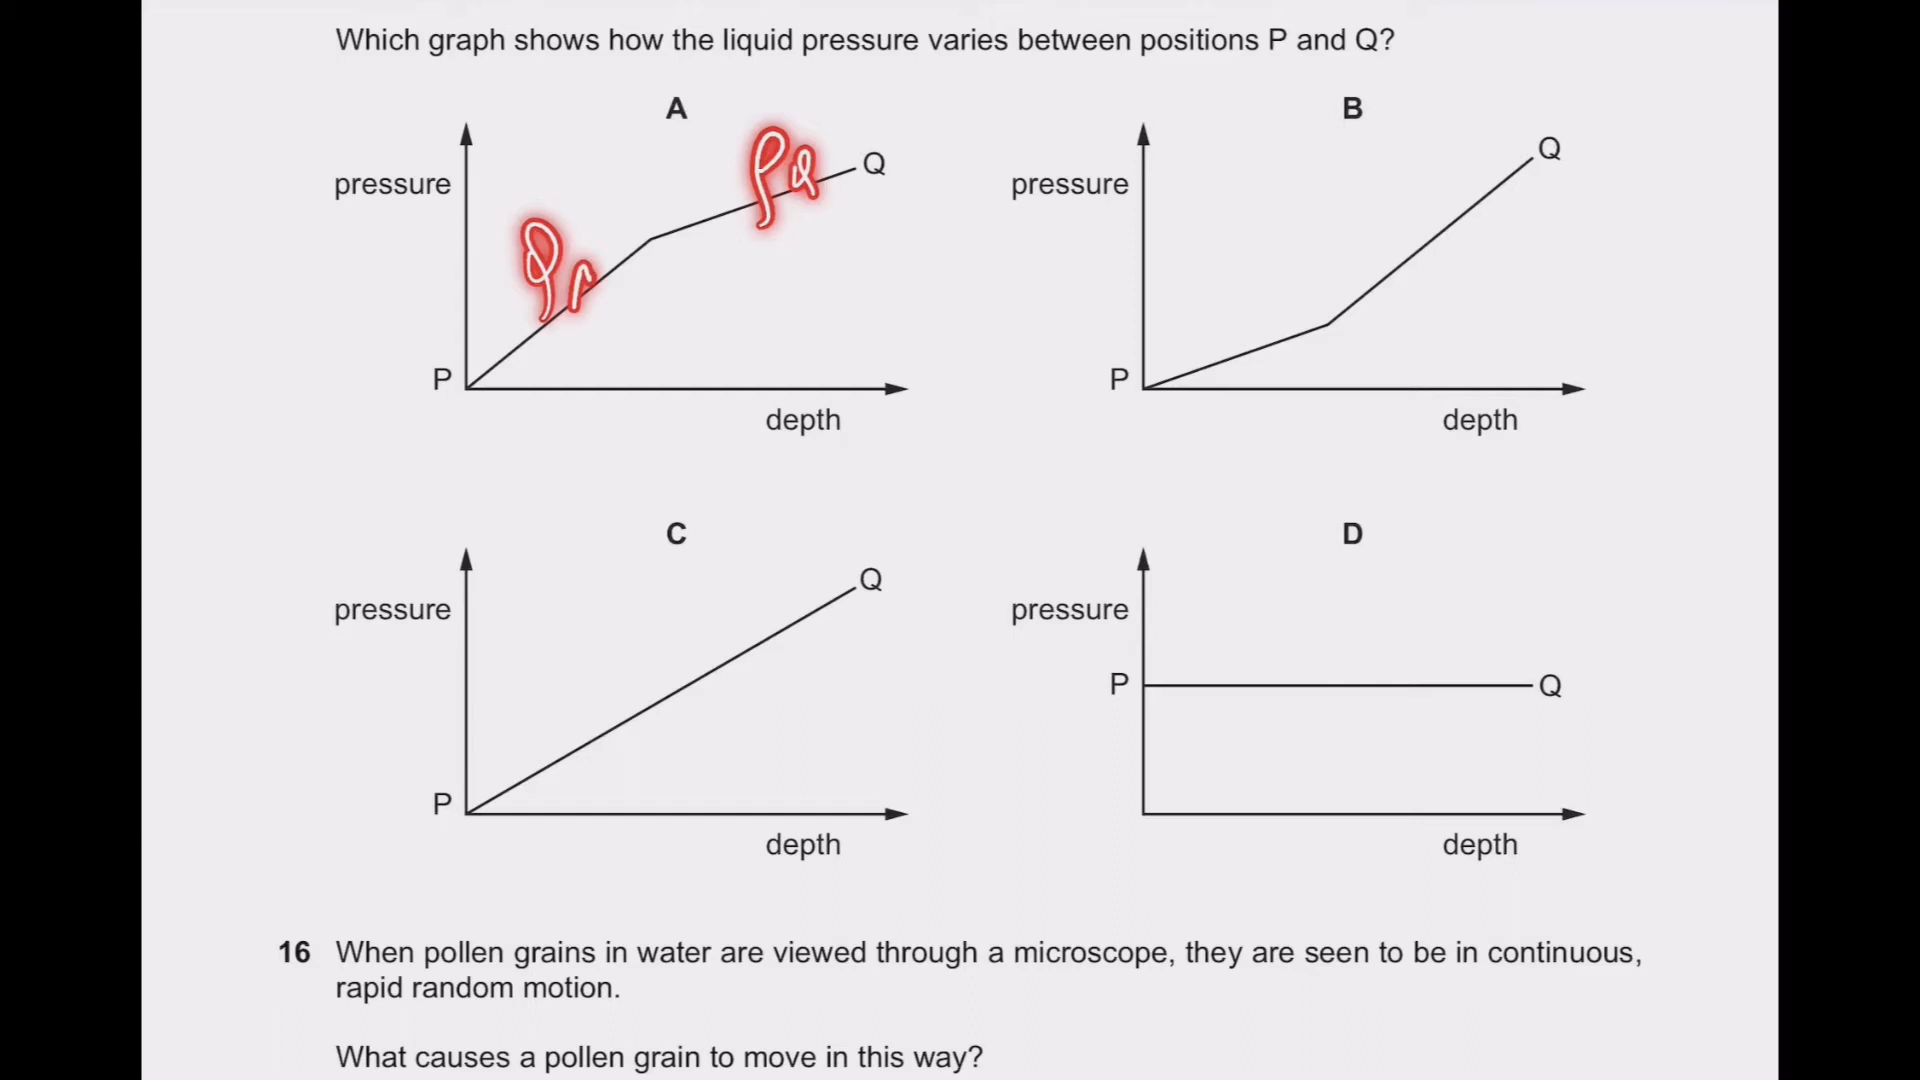 Which graph shows how the liquid pressure varies between positions P and Q?
A
B
pressure
Q
P
depth
pressure
Q
P
depth
C
D
pressure
Q
P
depth
pressure
P
Q
depth
16 When pollen grains in water are viewed through a microscope, they are seen to be in continuous,
rapid random motion.
What causes a pollen grain to move in this way?